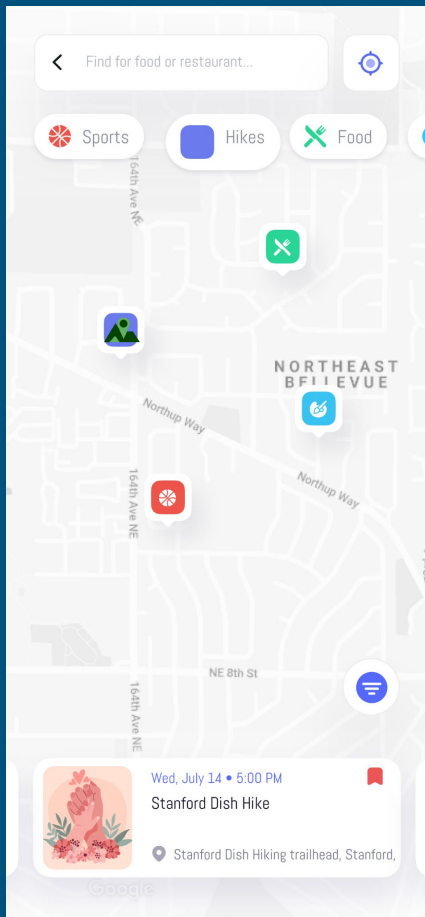 Find for food or restaurant...
Sports
Hikes
Food
164th Ave NE
NORTHEAST
BELLEVUE
Northup Way
Northup Way
164th Ave NE
NE 8th St
164th Ave NE
Wed, July 14 • 5:00 PM
Stanford Dish Hike
Stanford Dish Hiking trailhead, Stanford,
Google